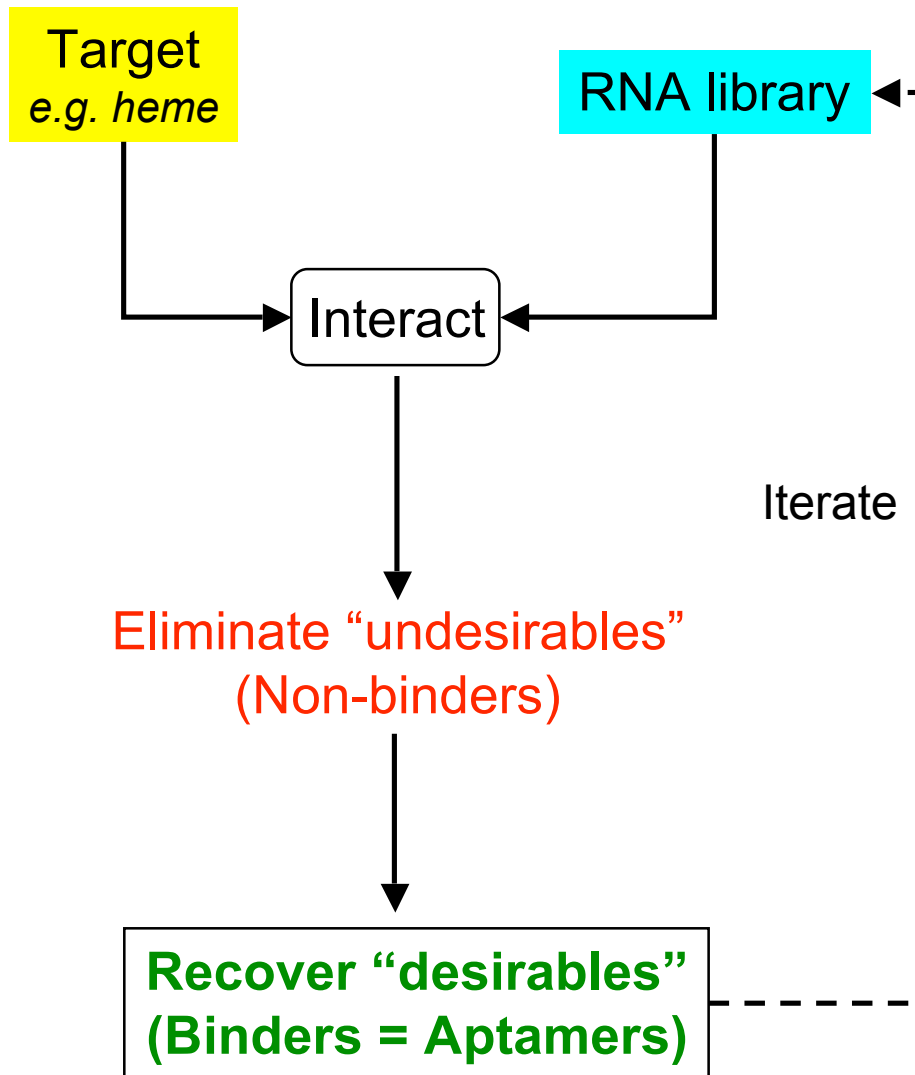 Target
e.g. heme
RNA library
Interact
Iterate
Eliminate “undesirables”
(Non-binders)
Recover “desirables”
(Binders = Aptamers)